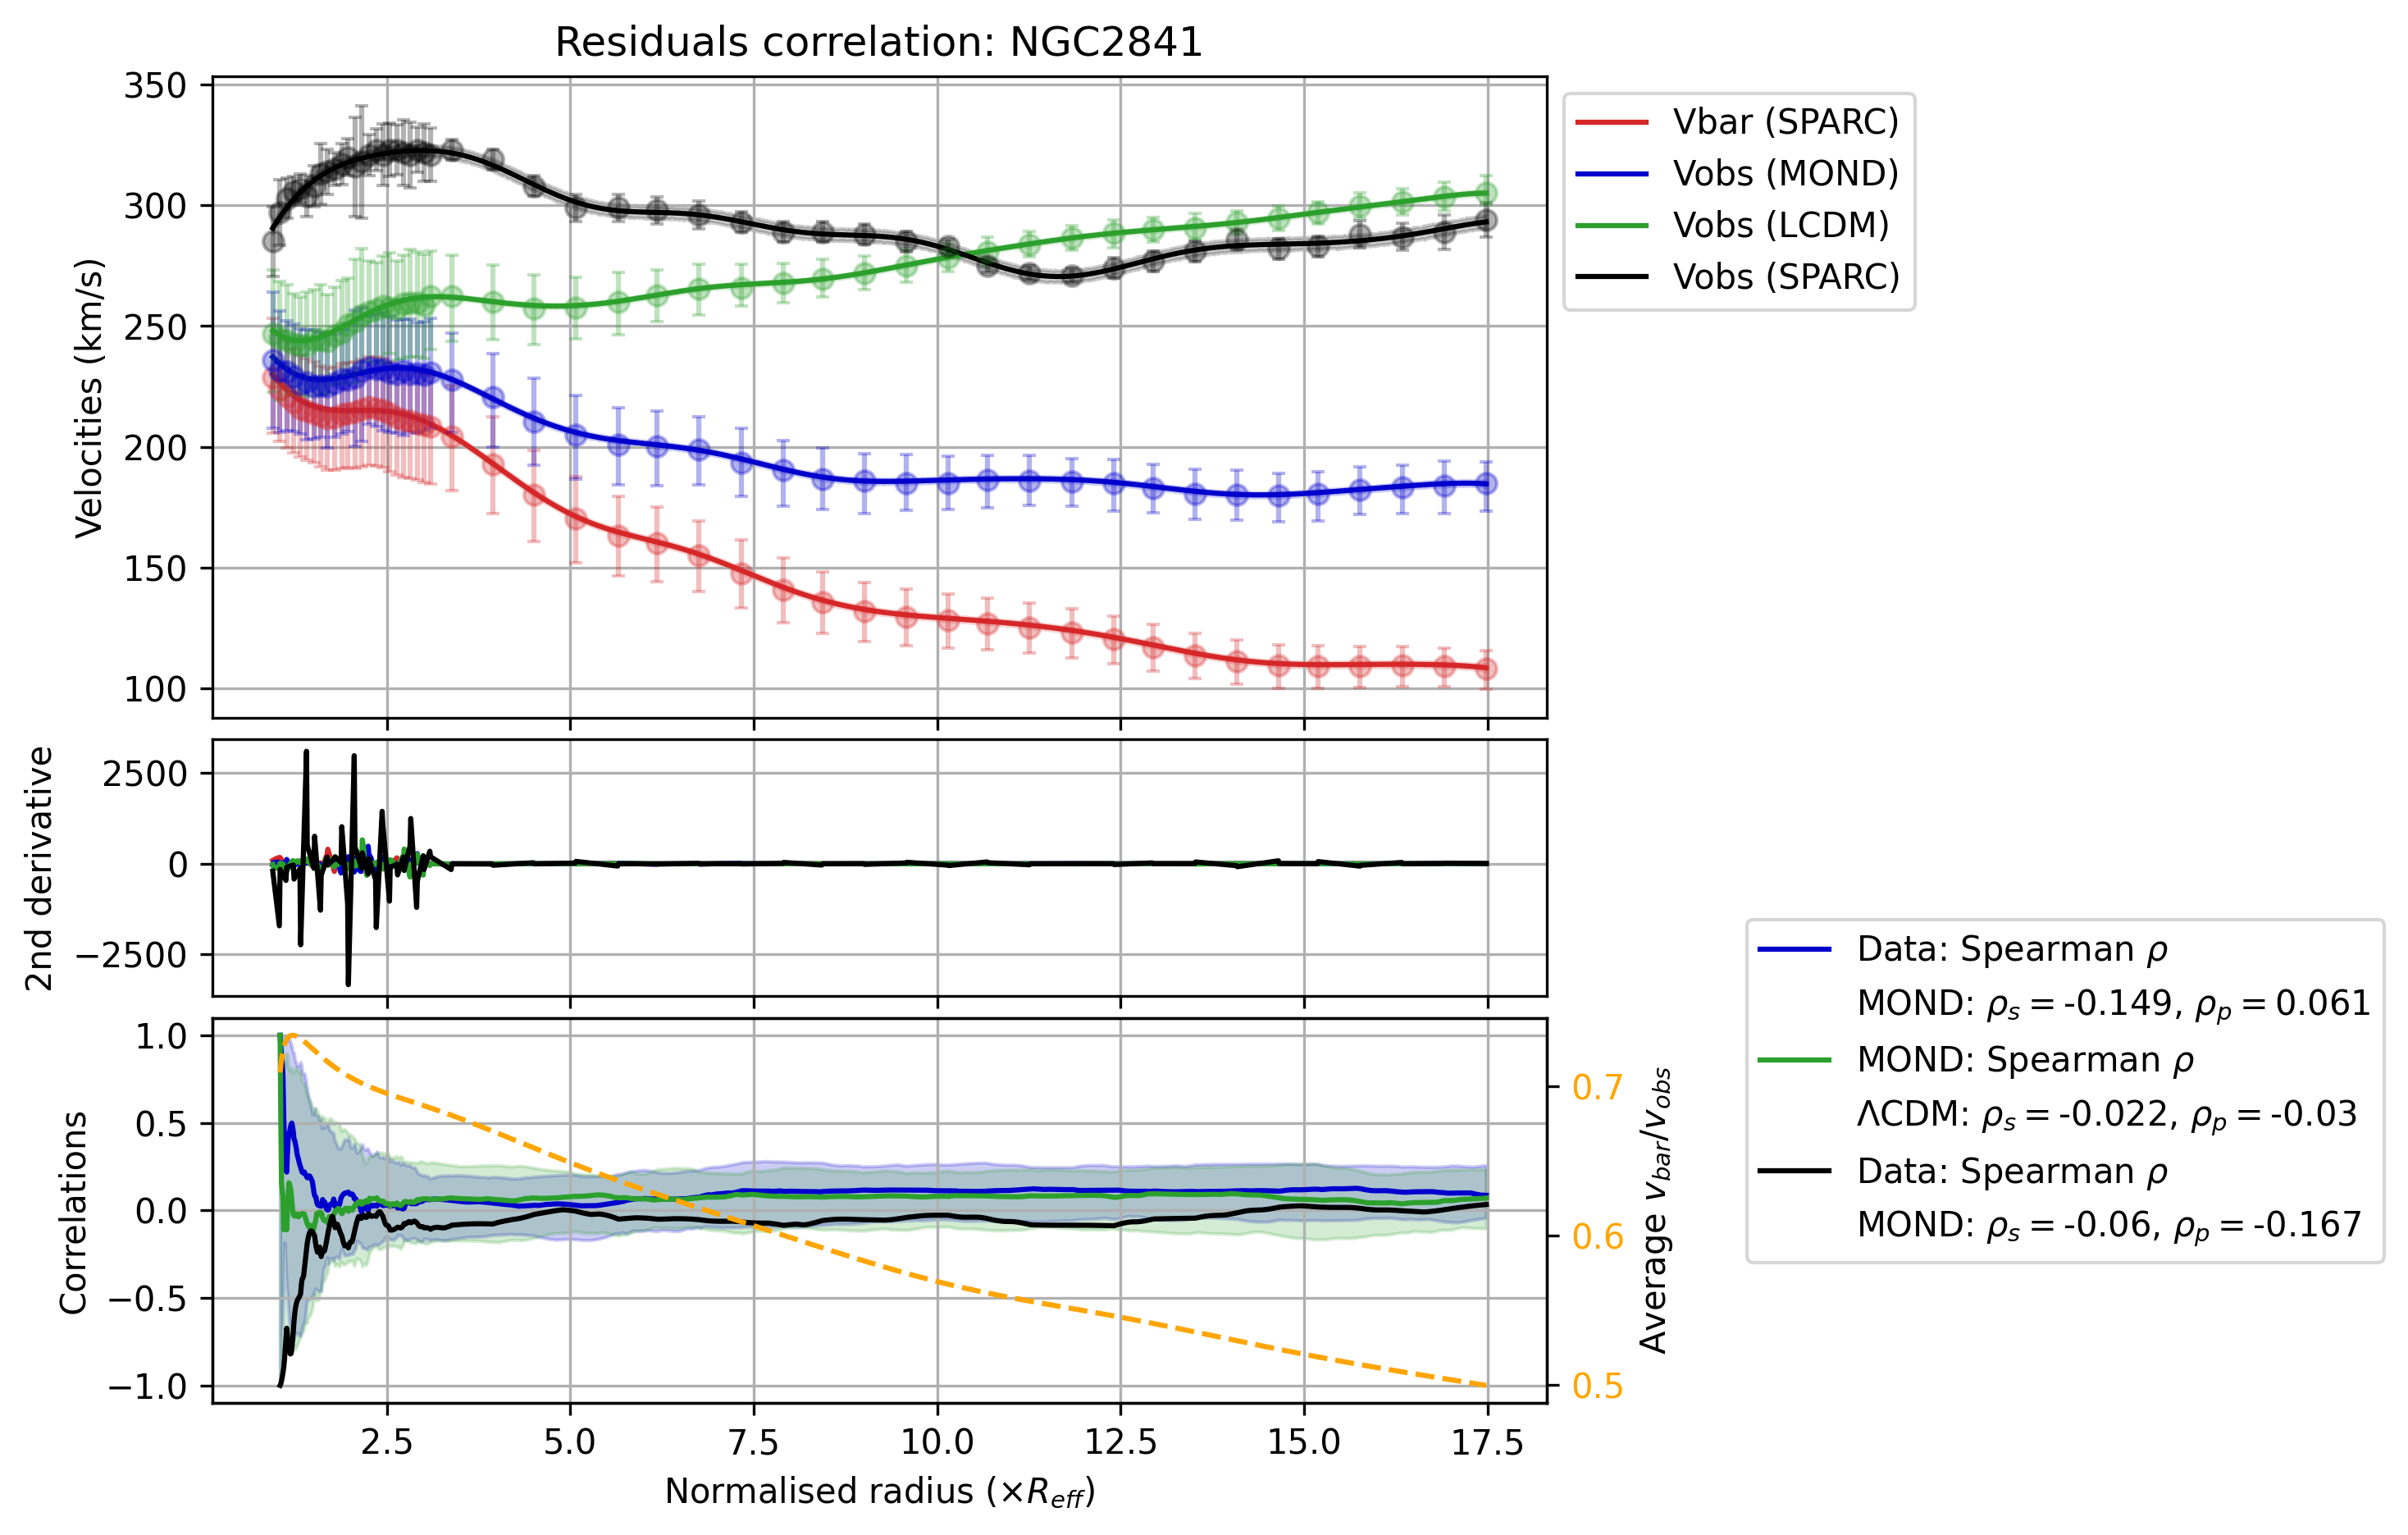 Residuals correlation: NGC2841
350
300
250
200
150
100
Velocities (km/s)
Vbar (SPARC)
Vobs (MOND)
Vobs (LCDM)
Vobs (SPARC)
2500
0
−2500
2nd derivative
1.0
0.5
0.0
−0.5
−1.0
Correlations
0.7
0.6
0.5
Average v_bar/v_obs
Data: Spearman ρ
MOND: ρ_s = -0.149, ρ_p = 0.061
MOND: Spearman ρ
ΛCDM: ρ_s = -0.022, ρ_p = -0.03
Data: Spearman ρ
MOND: ρ_s = -0.06, ρ_p = -0.167
2.5 5.0 7.5 10.0 12.5 15.0 17.5
Normalised radius (×R_eff)